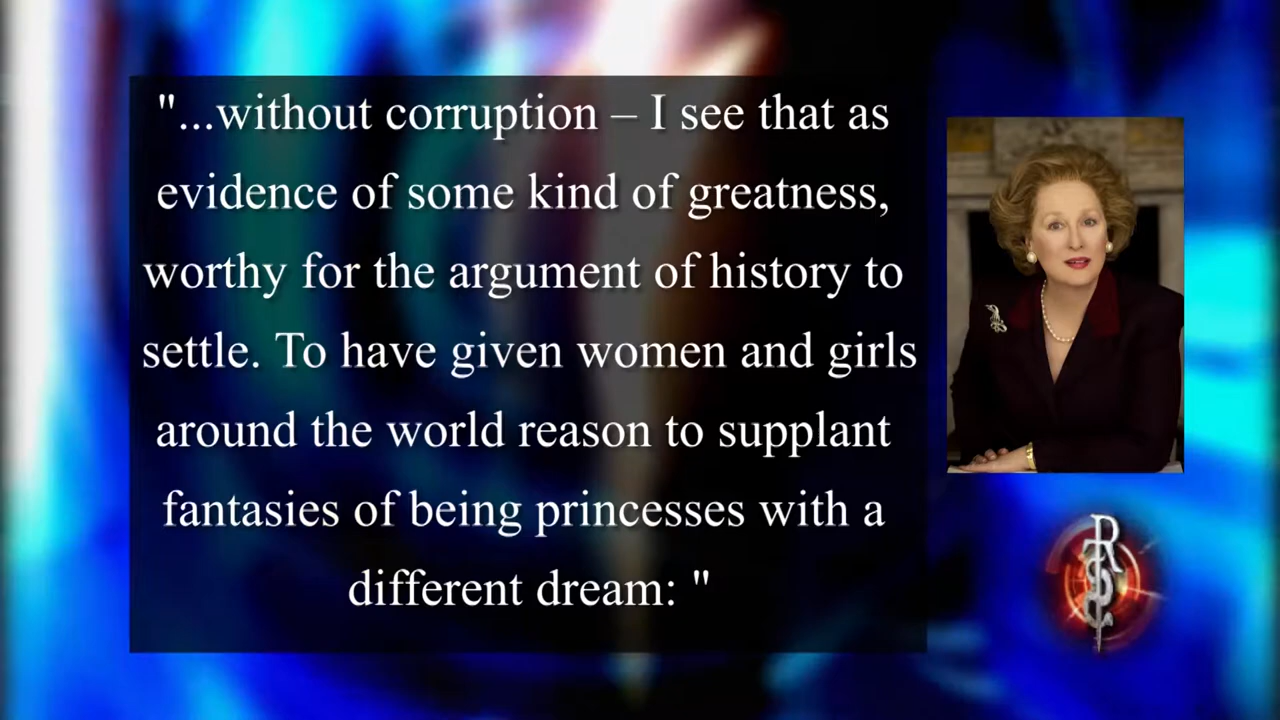 "...without corruption – I see that as
evidence of some kind of greatness,
worthy for the argument of history to
settle. To have given women and girls
around the world reason to supplant
fantasies of being princesses with a
different dream: "